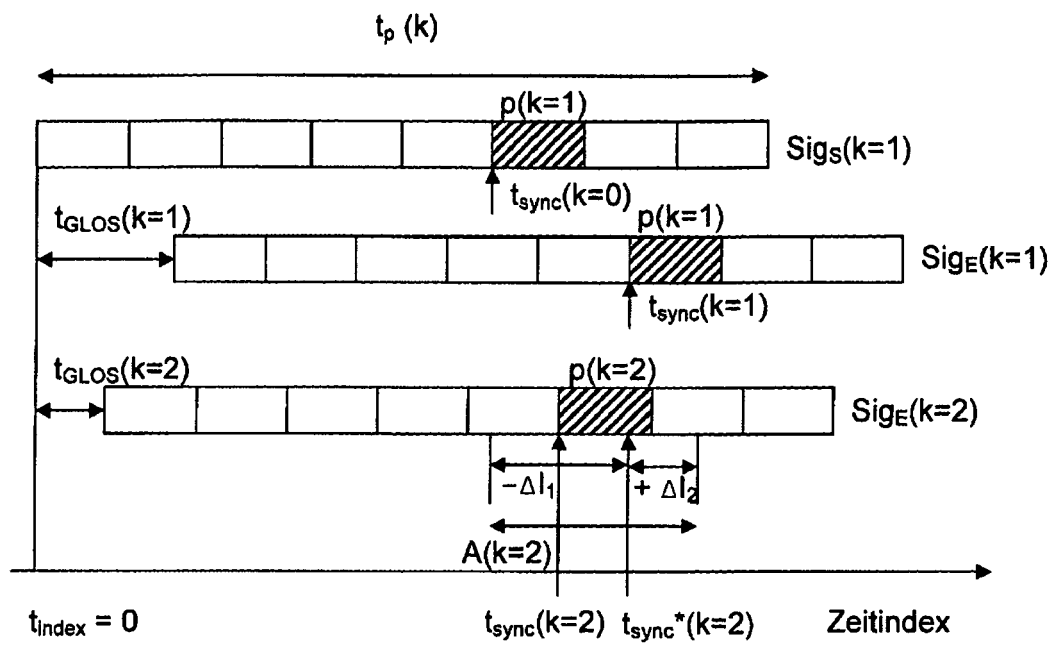 tp (k)
p(k=1)
SigS(k=1)
tsync(k=0)
tGLOS(k=1)
p(k=1)
SigE(k=1)
tsync(k=1)
tGLOS(k=2)
p(k=2)
SigE(k=2)
−Δl1
+ Δl2
A(k=2)
tindex = 0
tsync(k=2)
tsync*(k=2)
Zeitindex